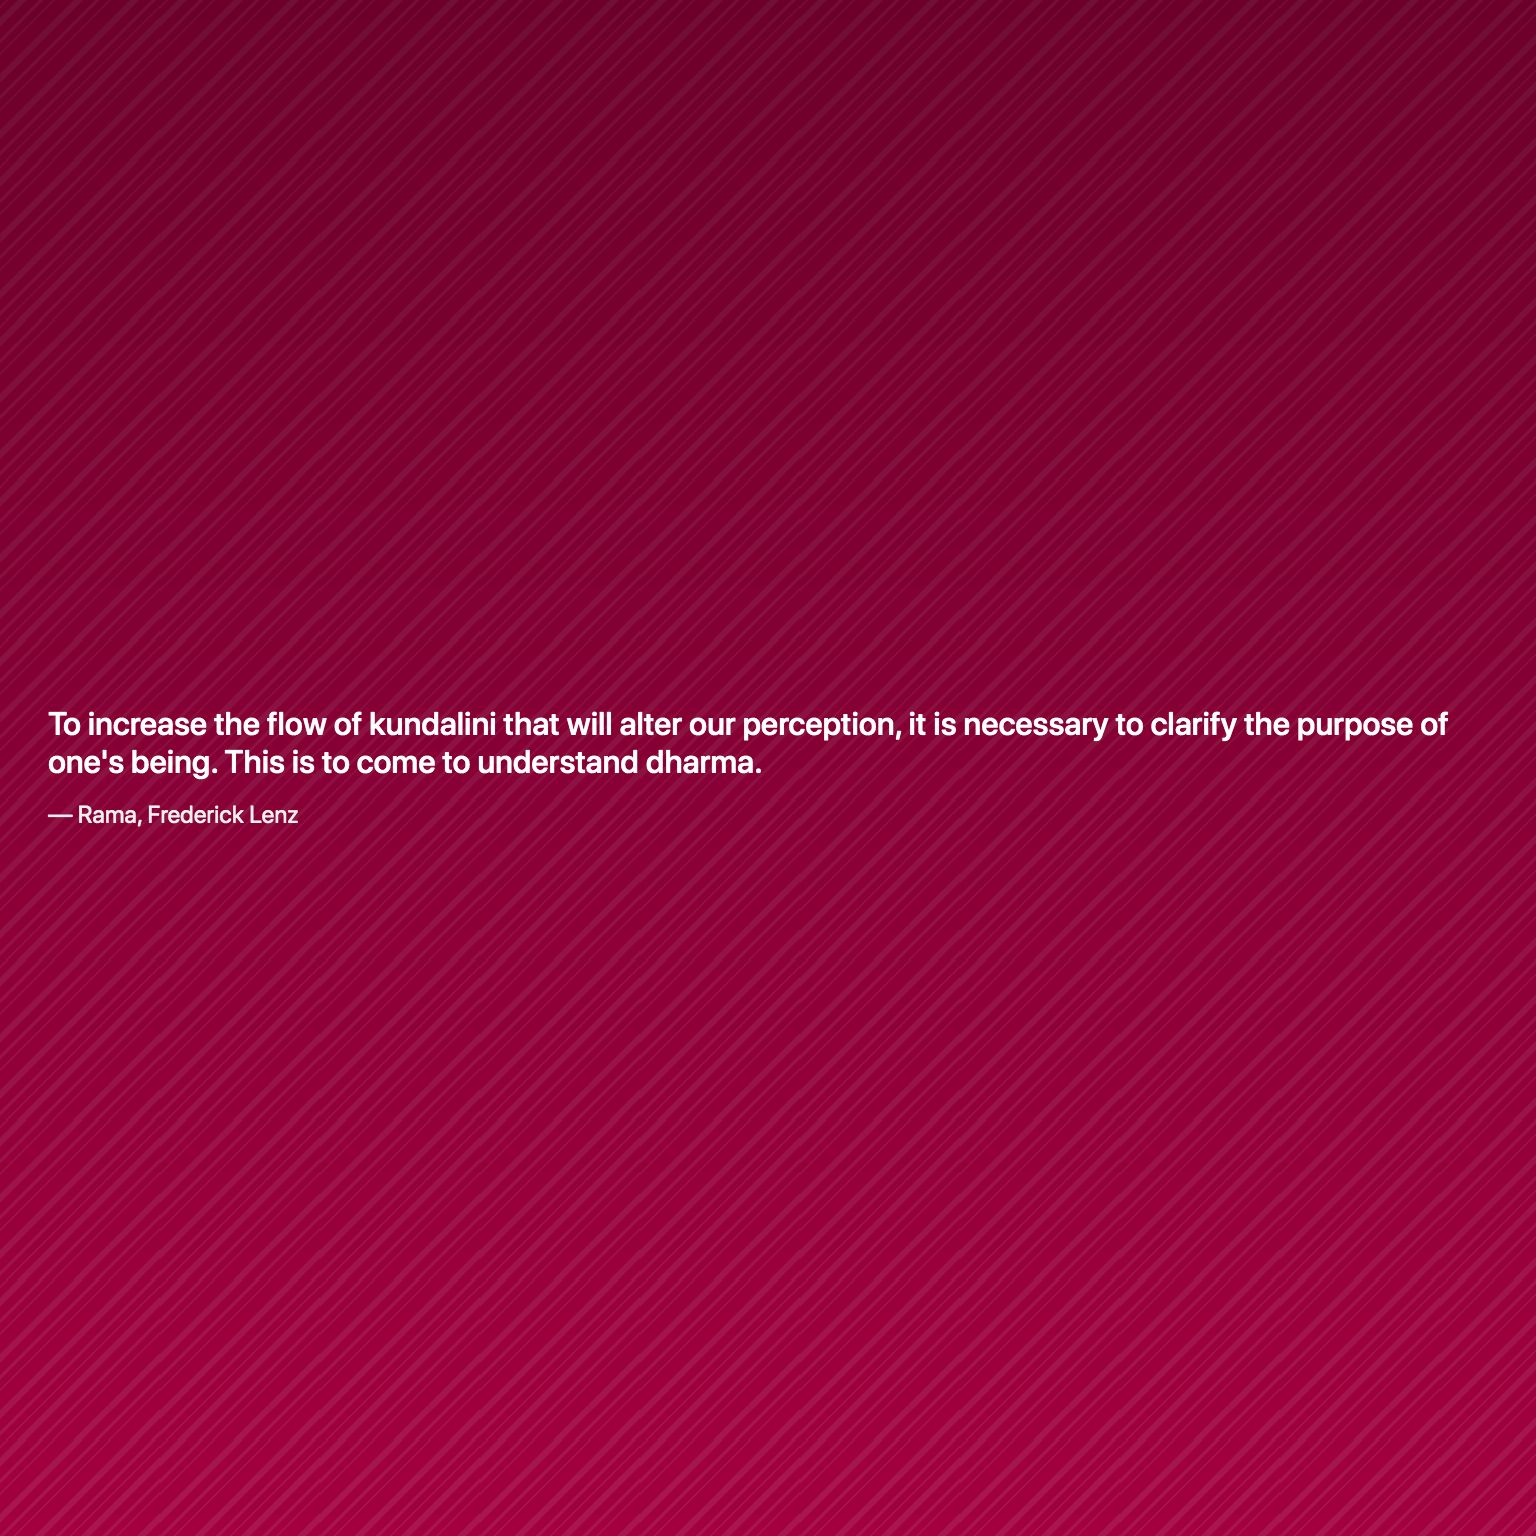 To increase the flow of kundalini that will alter our perception, it is necessary to clarify the purpose of
one's being. This is to come to understand dharma.
— Rama, Frederick Lenz